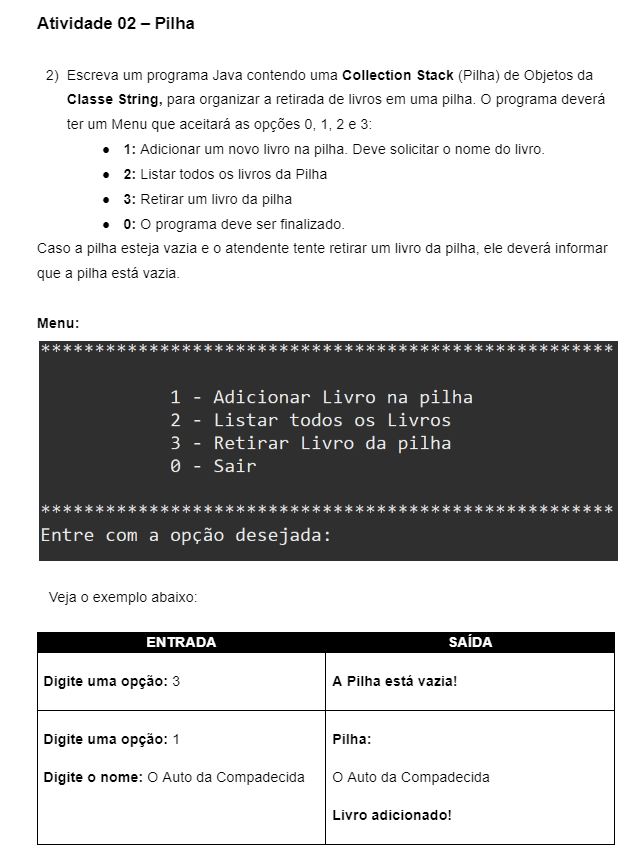 Atividade 02 – Pilha
2) Escreva um programa Java contendo uma Collection Stack (Pilha) de Objetos da
Classe String, para organizar a retirada de livros em uma pilha. O programa deverá
ter um Menu que aceitará as opções 0, 1, 2 e 3:
● 1: Adicionar um novo livro na pilha. Deve solicitar o nome do livro.
● 2: Listar todos os livros da Pilha
● 3: Retirar um livro da pilha
● 0: O programa deve ser finalizado.
Caso a pilha esteja vazia e o atendente tente retirar um livro da pilha, ele deverá informar
que a pilha está vazia.
Menu:
*****************************************************
1 - Adicionar Livro na pilha
2 - Listar todos os Livros
3 - Retirar Livro da pilha
0 - Sair
*****************************************************
Entre com a opção desejada:
Veja o exemplo abaixo:
ENTRADA SAÍDA
Digite uma opção: 3 A Pilha está vazia!
Digite uma opção: 1 Pilha:
Digite o nome: O Auto da Compadecida O Auto da Compadecida
Livro adicionado!